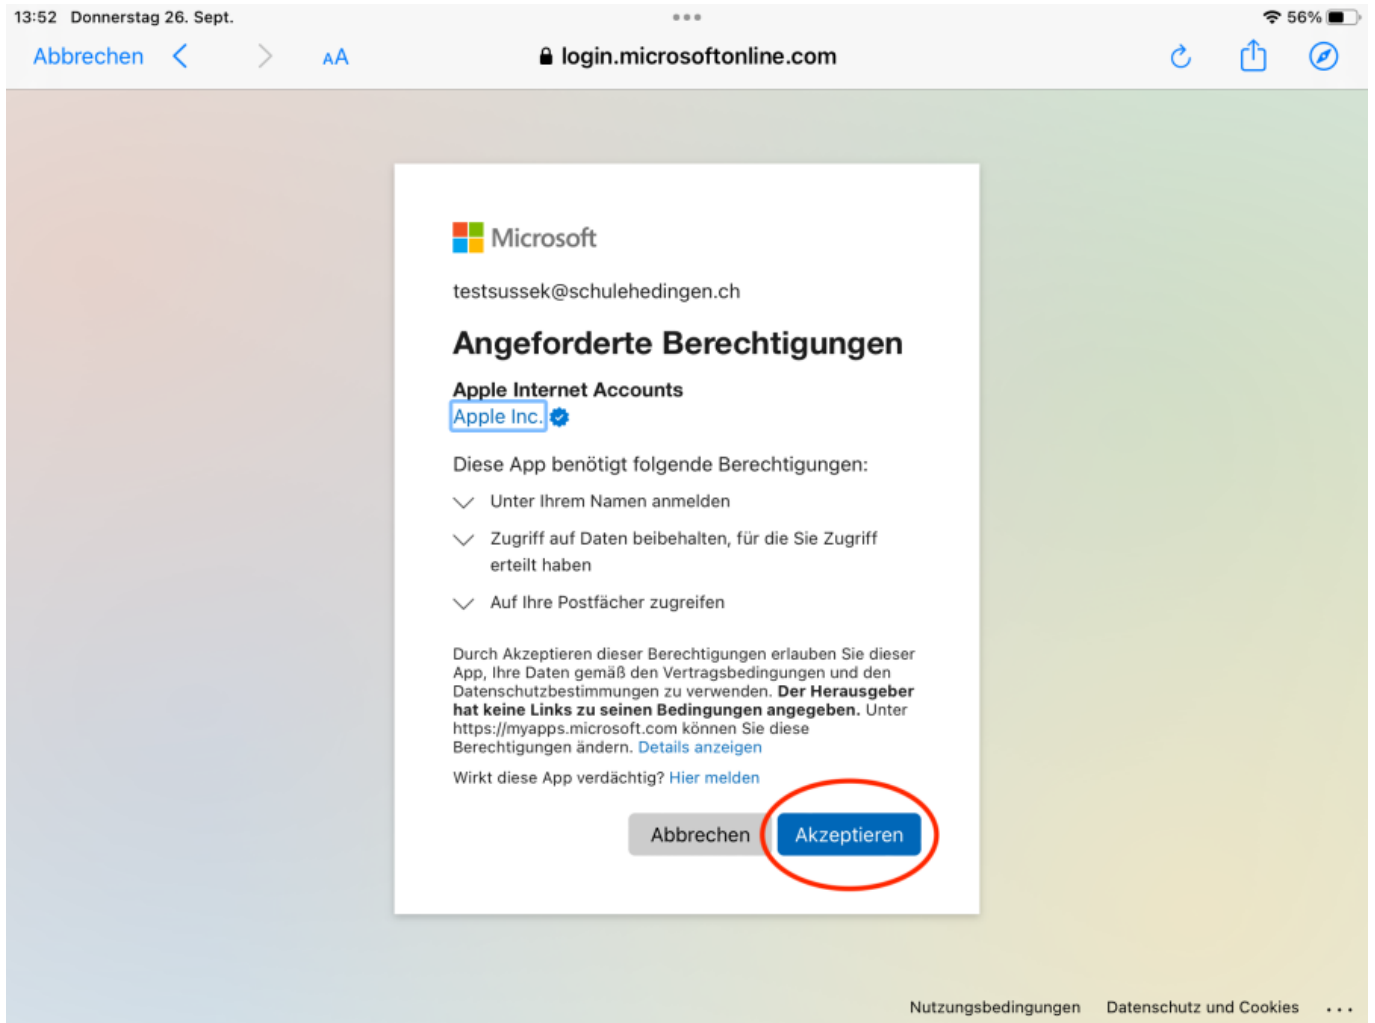 13:52 Donnerstag 26. Sept.
56%
Abbrechen
AA
login.microsoftonline.com
Microsoft
testsussek@schulehedingen.ch
Angeforderte Berechtigungen
Apple Internet Accounts
Apple Inc.
Diese App benötigt folgende Berechtigungen:
Unter Ihrem Namen anmelden
Zugriff auf Daten beibehalten, für die Sie Zugriff
erteilt haben
Auf Ihre Postfächer zugreifen
Durch Akzeptieren dieser Berechtigungen erlauben Sie dieser
App, Ihre Daten gemäß den Vertragsbedingungen und den
Datenschutzbestimmungen zu verwenden. Der Herausgeber
hat keine Links zu seinen Bedingungen angegeben. Unter
https://myapps.microsoft.com können Sie diese
Berechtigungen ändern. Details anzeigen
Wirkt diese App verdächtig? Hier melden
Abbrechen
Akzeptieren
Nutzungsbedingungen
Datenschutz und Cookies